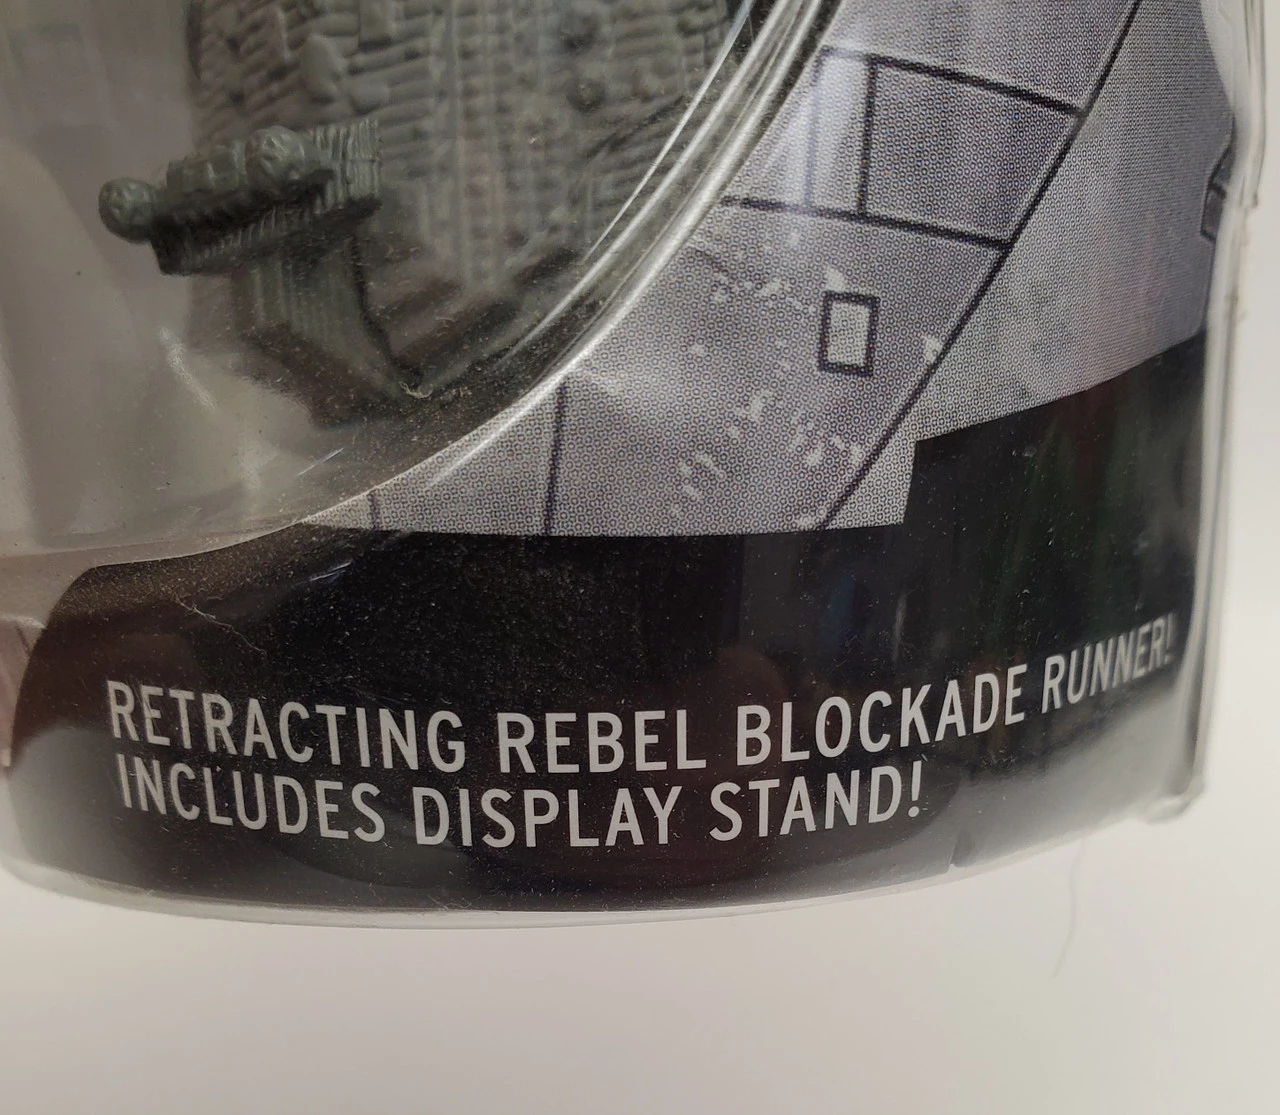 RETRACTING REBEL BLOCKADE RUNNER!
INCLUDES DISPLAY STAND!